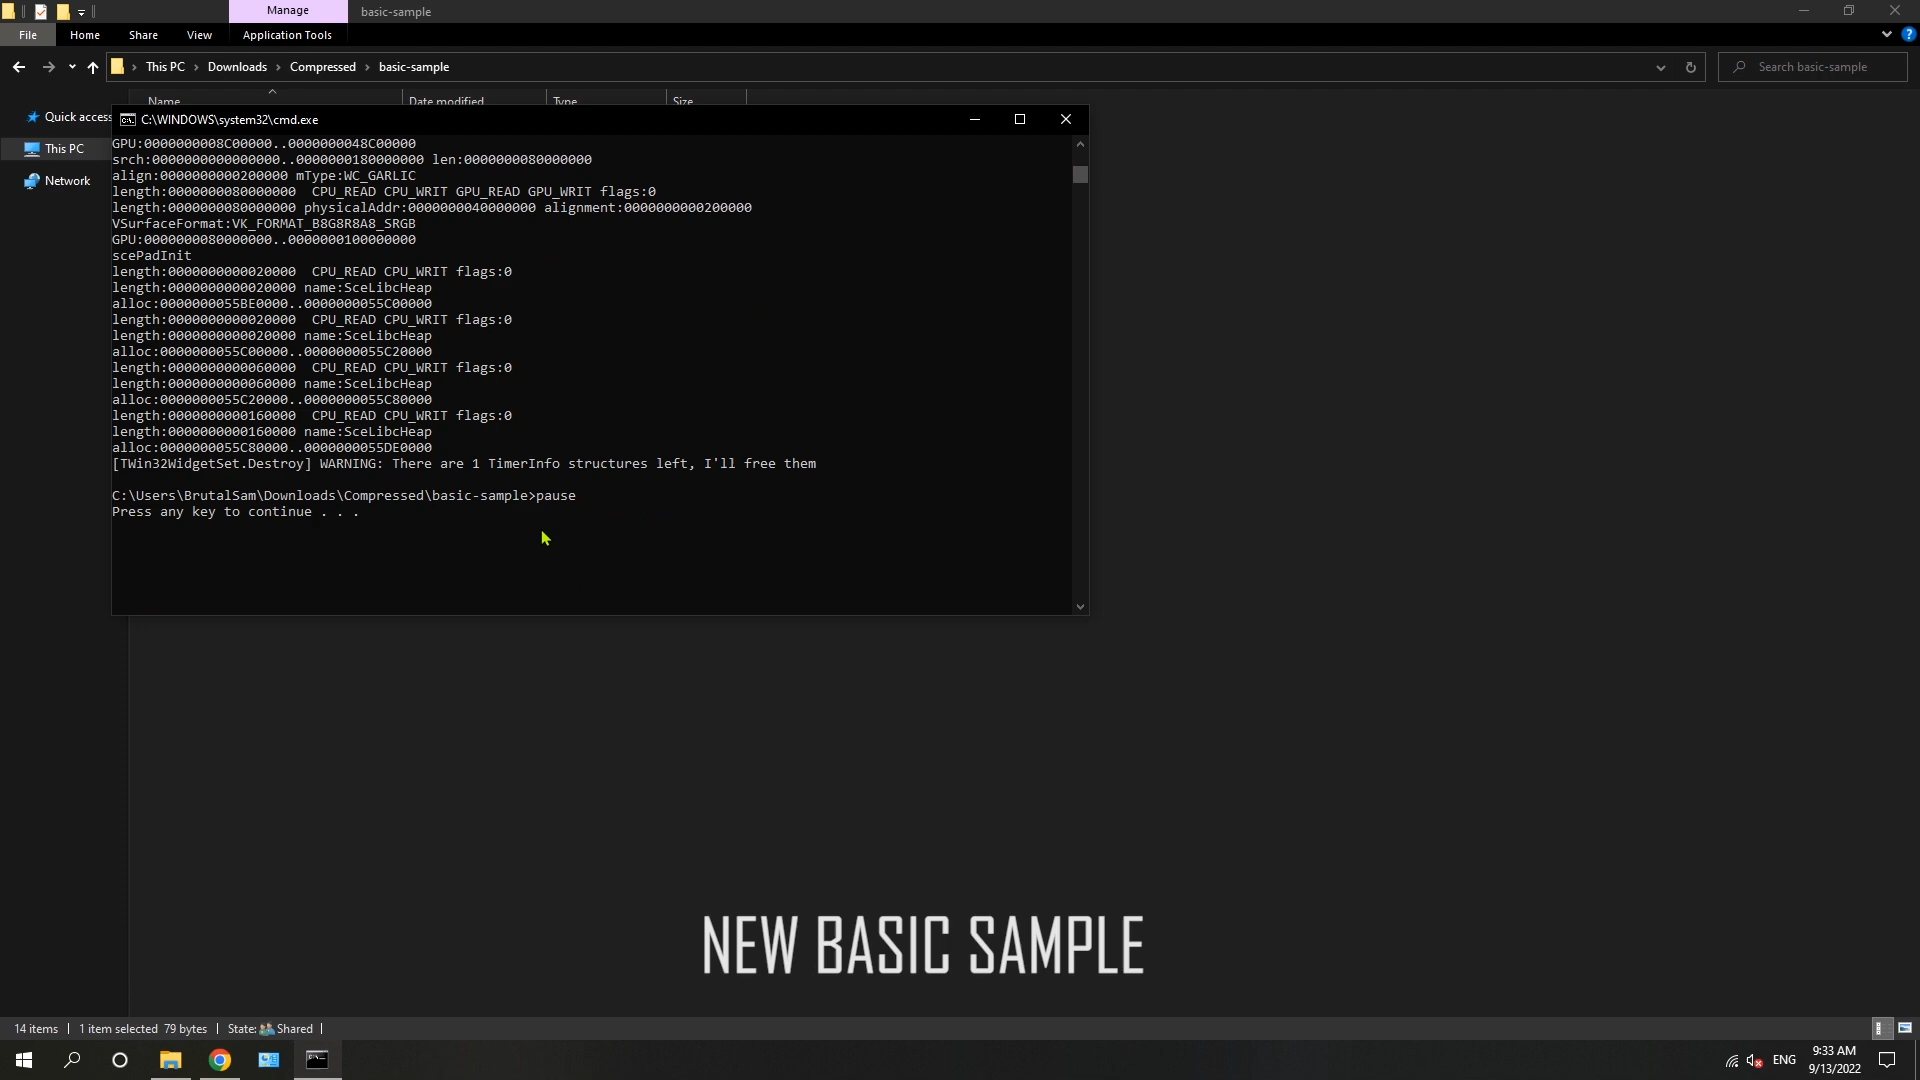 Manage
basic-sample
File
Home
Share
View
Application Tools
This PC
Downloads
Compressed
basic-sample
Search basic-sample
Name
Date modified
Type
Size
Quick access
This PC
Network
C:\WINDOWS\system32\cmd.exe
GPU:0000000008C00000..0000000048C00000
srch:0000000000000000..0000000180000000 len:0000000080000000
align:0000000000200000 mType:WC_GARLIC
length:0000000080000000  CPU_READ CPU_WRIT GPU_READ GPU_WRIT flags:0
length:0000000080000000 physicalAddr:0000000040000000 alignment:0000000000200000
VSurfaceFormat:VK_FORMAT_B8G8R8A8_SRGB
GPU:0000000080000000..0000000100000000
scePadInit
length:0000000000020000  CPU_READ CPU_WRIT flags:0
length:0000000000020000 name:SceLibcHeap
alloc:0000000055BE0000..0000000055C00000
length:0000000000020000  CPU_READ CPU_WRIT flags:0
length:0000000000020000 name:SceLibcHeap
alloc:0000000055C00000..0000000055C20000
length:0000000000060000  CPU_READ CPU_WRIT flags:0
length:0000000000060000 name:SceLibcHeap
alloc:0000000055C20000..0000000055C80000
length:0000000000160000  CPU_READ CPU_WRIT flags:0
length:0000000000160000 name:SceLibcHeap
alloc:0000000055C80000..0000000055DE0000
[TWin32WidgetSet.Destroy] WARNING: There are 1 TimerInfo structures left, I'll free them
C:\Users\BrutalSam\Downloads\Compressed\basic-sample>pause
Press any key to continue . . .
NEW BASIC SAMPLE
14 items
1 item selected 79 bytes
State: Shared
ENG
9:33 AM
9/13/2022